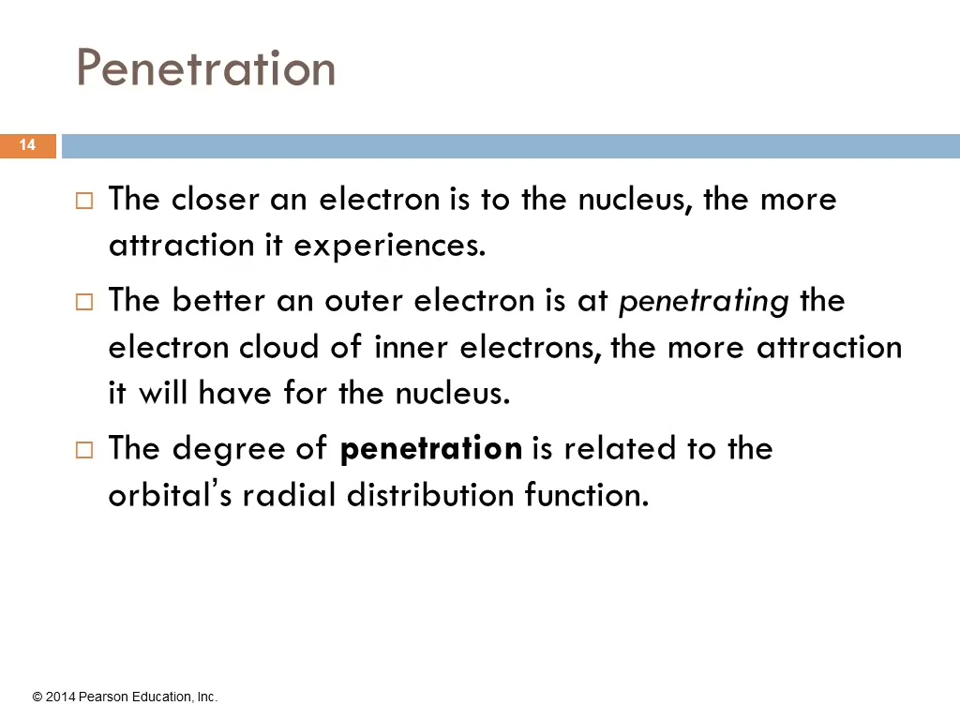 Penetration
14
The closer an electron is to the nucleus, the more
attraction it experiences.
The better an outer electron is at penetrating the
electron cloud of inner electrons, the more attraction
it will have for the nucleus.
The degree of penetration is related to the
orbital’s radial distribution function.
© 2014 Pearson Education, Inc.